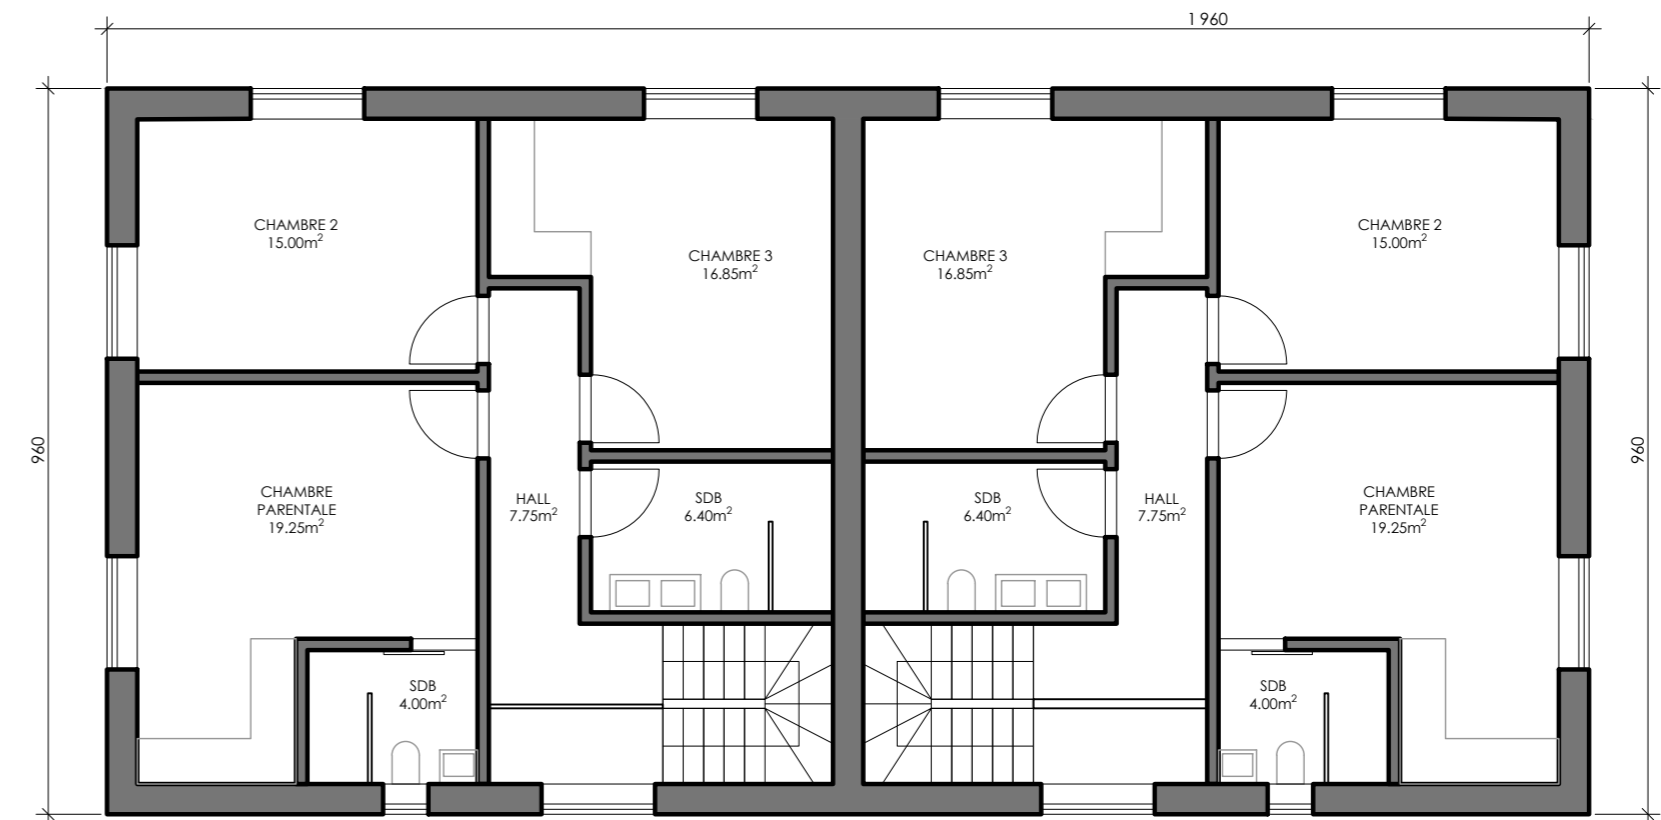 1960
CHAMBRE 2
15.00m²
CHAMBRE 3
16.85m²
CHAMBRE 3
16.85m²
CHAMBRE 2
15.00m²
960
960
CHAMBRE
PARENTALE
19.25m²
HALL
7.75m²
SDB
6.40m²
SDB
6.40m²
HALL
7.75m²
CHAMBRE
PARENTALE
19.25m²
SDB
4.00m²
SDB
4.00m²